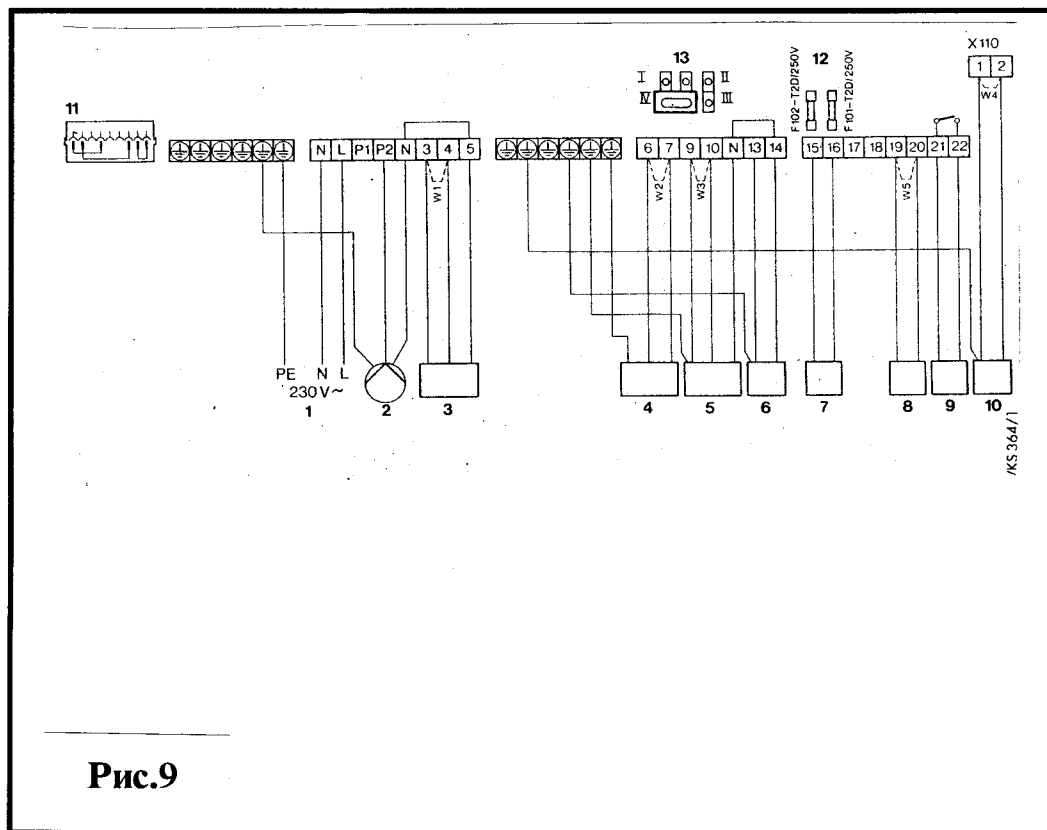 X110
13
12
1 2
W4
I II
IV III
F102-T2D/250V
F101-T2D/250V
11
N L P1 P2 N 3 4 5
6 7 9 10 N 13 14
15 16 17 18 19 20 21 22
W1
W2
W3
W5
PE N L
230V~
1 2 3 4 5 6 7 8 9 10
/KS 364/1
Рис.9